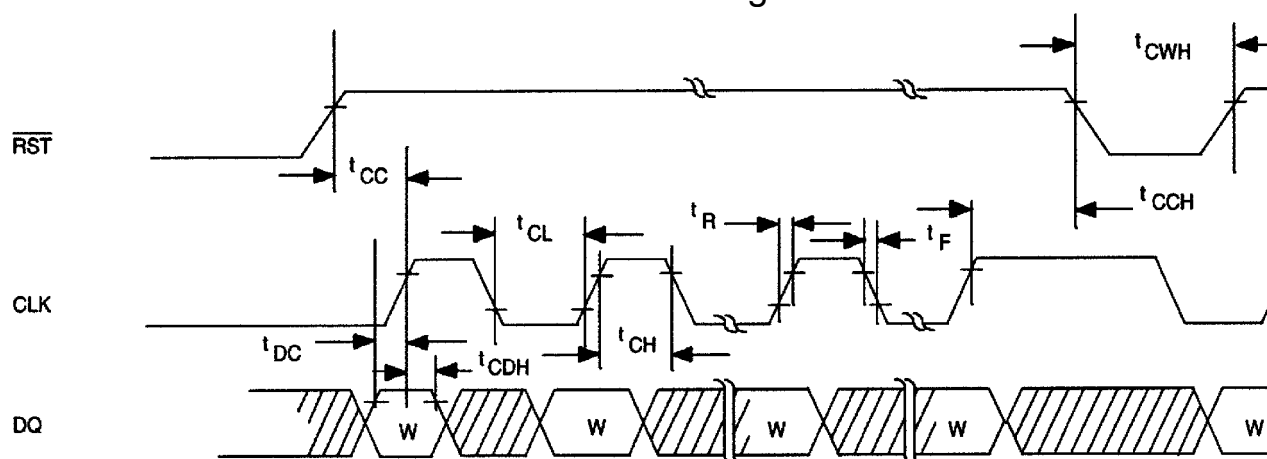 t CWH
RST
t CC
t CCH
t CL
t R
t F
CLK
t DC
t CDH
t CH
DQ
W W W W W